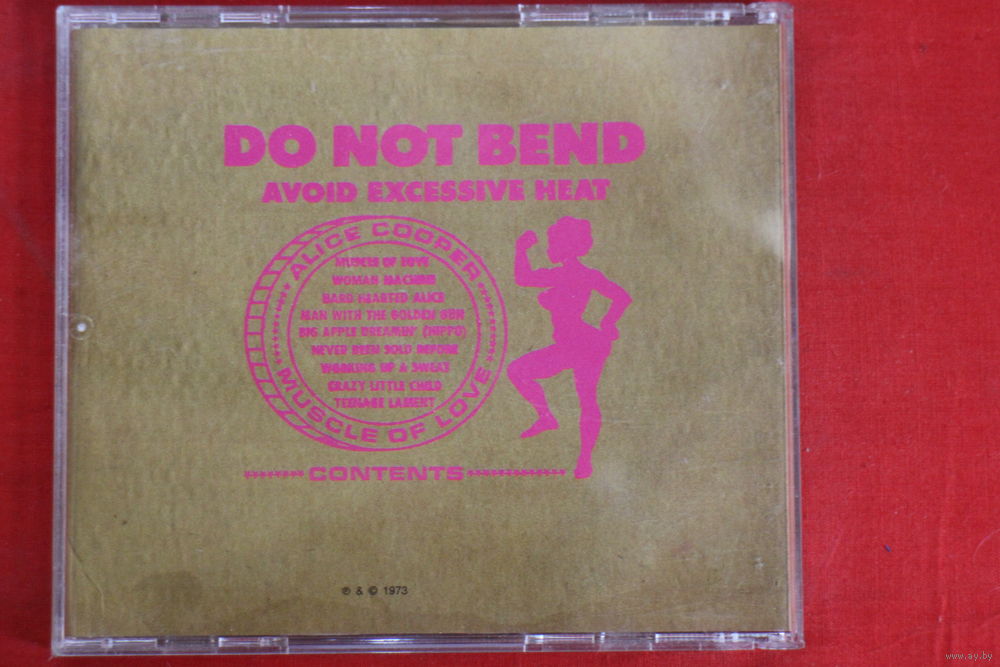 DO NOT BEND
AVOID EXCESSIVE HEAT
ALICE COOPER
MUSCLE OF LOVE
WOMAN MACHINE
HARD HEARTED ALICE
MAN WITH THE GOLDEN GUN
BIG APPLE DREAMIN' (HIPPO)
NEVER BEEN SOLD BEFORE
WORKING UP A SWEAT
CRAZY LITTLE CHILD
TEENAGE LAMENT
MUSCLE OF LOVE
CONTENTS
℗ & © 1973
www.ay.by